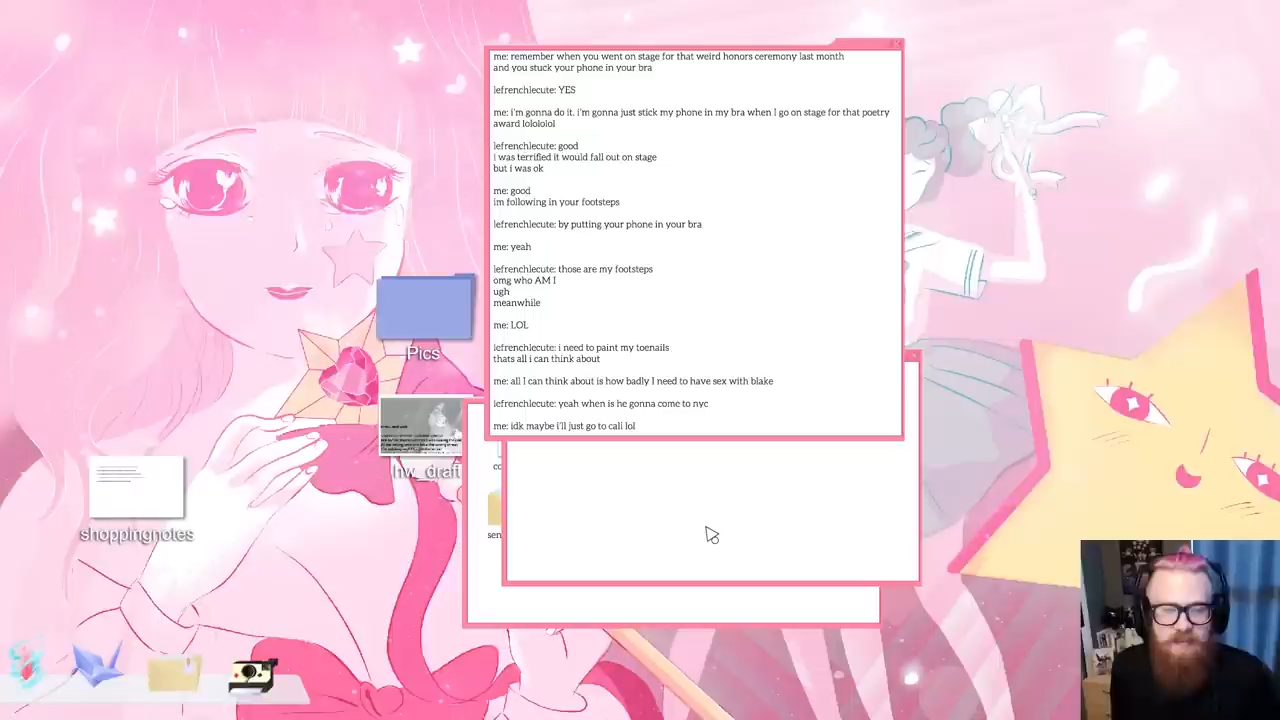 me: remember when you went on stage for that weird honors ceremony last month
and you stuck your phone in your bra
lefrenchlecute: YES
me: i'm gonna do it. i'm gonna just stick my phone in my bra when I go on stage for that poetry
award lolololol
lefrenchlecute: good
i was terrified it would fall out on stage
but i was ok
me: good
im following in your footsteps
lefrenchlecute: by putting your phone in your bra
me: yeah
lefrenchlecute: those are my footsteps
omg who AM I
ugh
meanwhile
me: LOL
lefrenchlecute: i need to paint my toenails
thats all i can think about
me: all I can think about is how badly I need to have sex with blake
lefrenchlecute: yeah when is he gonna come to nyc
me: idk maybe i'll just go to cali lol
Pics
hw_draft
shoppingnotes
co
sen